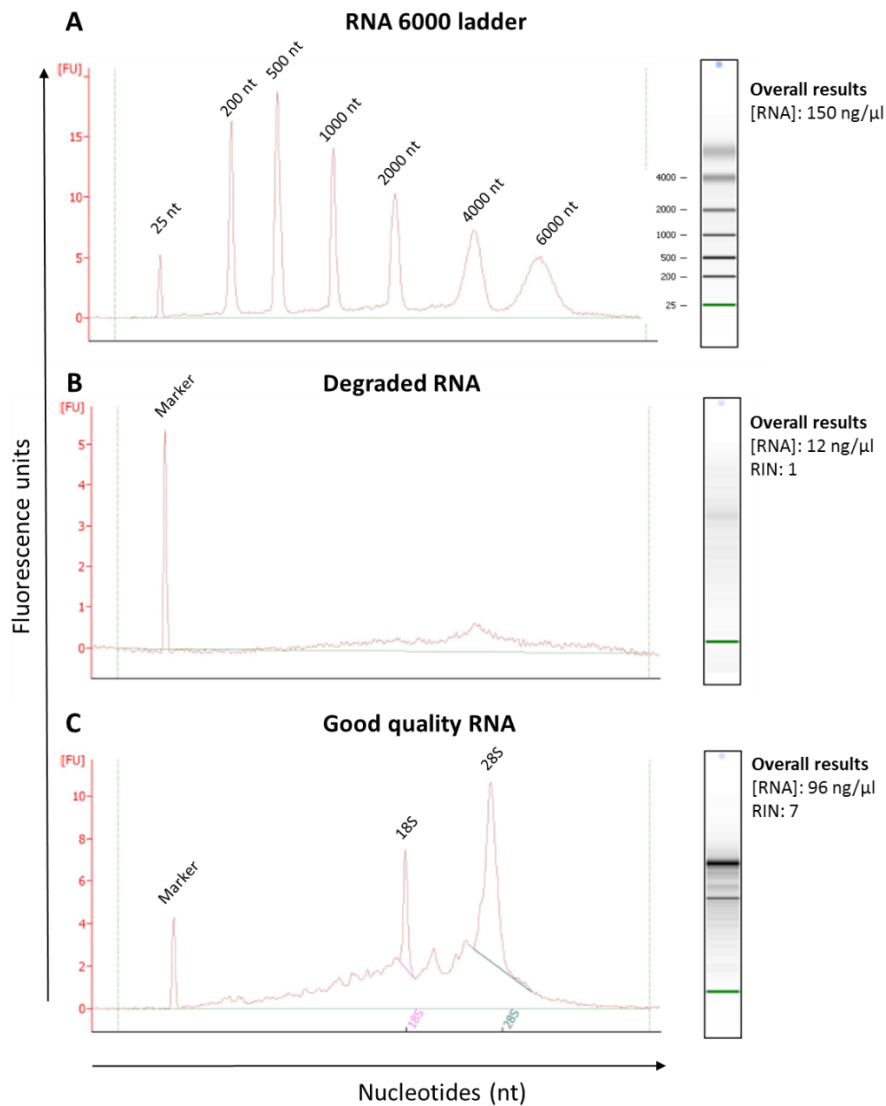 A
RNA 6000 ladder
[FU]
15
10
5
0
25 nt
200 nt
500 nt
1000 nt
2000 nt
4000 nt
6000 nt
4000
2000
1000
500
200
25
Overall results
[RNA]: 150 ng/µl
B
Degraded RNA
[FU]
5
4
3
2
1
0
Marker
Overall results
[RNA]: 12 ng/µl
RIN: 1
Fluorescence units
C
Good quality RNA
[FU]
10
8
6
4
2
0
Marker
18S
28S
18S
28S
Overall results
[RNA]: 96 ng/µl
RIN: 7
Nucleotides (nt)